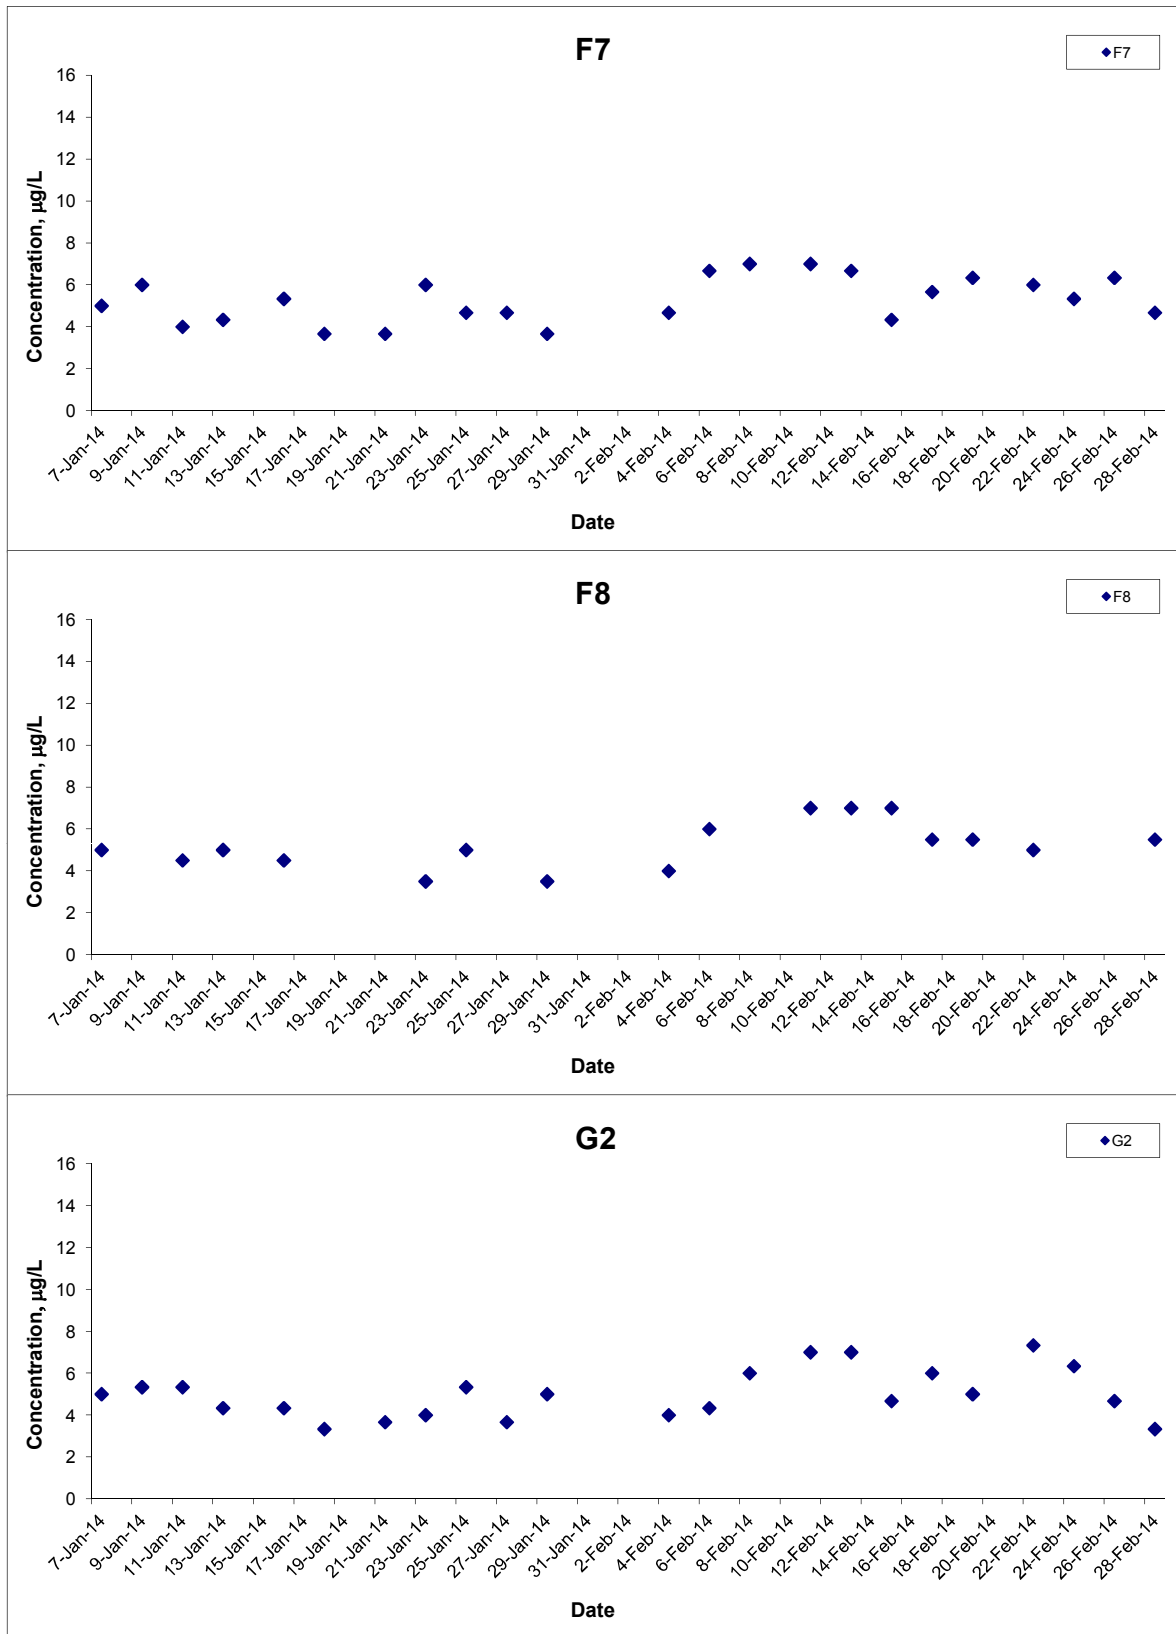 F7
F7
16
14
12
10
8
6
4
2
0
Concentration, µg/L
7-Jan-14 9-Jan-14 11-Jan-14 13-Jan-14 15-Jan-14 17-Jan-14 19-Jan-14 21-Jan-14 23-Jan-14 25-Jan-14 27-Jan-14 29-Jan-14 31-Jan-14 2-Feb-14 4-Feb-14 6-Feb-14 8-Feb-14 10-Feb-14 12-Feb-14 14-Feb-14 16-Feb-14 18-Feb-14 20-Feb-14 22-Feb-14 24-Feb-14 26-Feb-14 28-Feb-14
Date
F8
F8
16
14
12
10
8
6
4
2
0
Concentration, µg/L
7-Jan-14 9-Jan-14 11-Jan-14 13-Jan-14 15-Jan-14 17-Jan-14 19-Jan-14 21-Jan-14 23-Jan-14 25-Jan-14 27-Jan-14 29-Jan-14 31-Jan-14 2-Feb-14 4-Feb-14 6-Feb-14 8-Feb-14 10-Feb-14 12-Feb-14 14-Feb-14 16-Feb-14 18-Feb-14 20-Feb-14 22-Feb-14 24-Feb-14 26-Feb-14 28-Feb-14
Date
G2
G2
16
14
12
10
8
6
4
2
0
Concentration, µg/L
7-Jan-14 9-Jan-14 11-Jan-14 13-Jan-14 15-Jan-14 17-Jan-14 19-Jan-14 21-Jan-14 23-Jan-14 25-Jan-14 27-Jan-14 29-Jan-14 31-Jan-14 2-Feb-14 4-Feb-14 6-Feb-14 8-Feb-14 10-Feb-14 12-Feb-14 14-Feb-14 16-Feb-14 18-Feb-14 20-Feb-14 22-Feb-14 24-Feb-14 26-Feb-14 28-Feb-14
Date